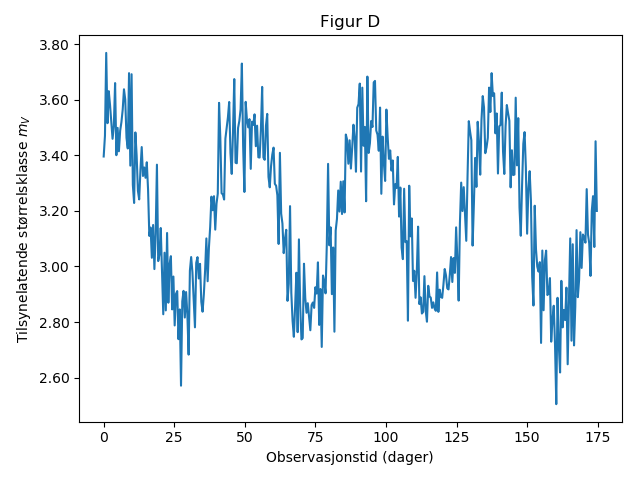 Figur D
Tilsynelatende størrelsesklasse m_V
3.80
3.60
3.40
3.20
3.00
2.80
2.60
0 25 50 75 100 125 150 175
Observasjonstid (dager)